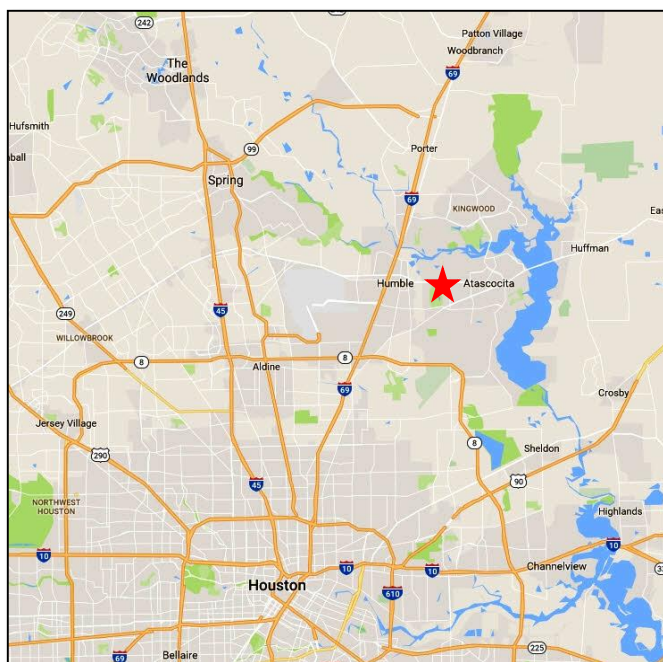 242
Patton Village
Woodbranch
The
Woodlands
69
Hufsmith
ball
99
Porter
Spring
69
KINGWOOD
Eas
Huffman
Humble
Atascocita
45
249
WILLOWBROOK
8
8
Aldine
69
Crosby
Jersey Village
8
Sheldon
290
45
90
NORTHWEST
HOUSTON
Highlands
10
10
10
10
Channelview
Houston
610
225
69
Bellaire